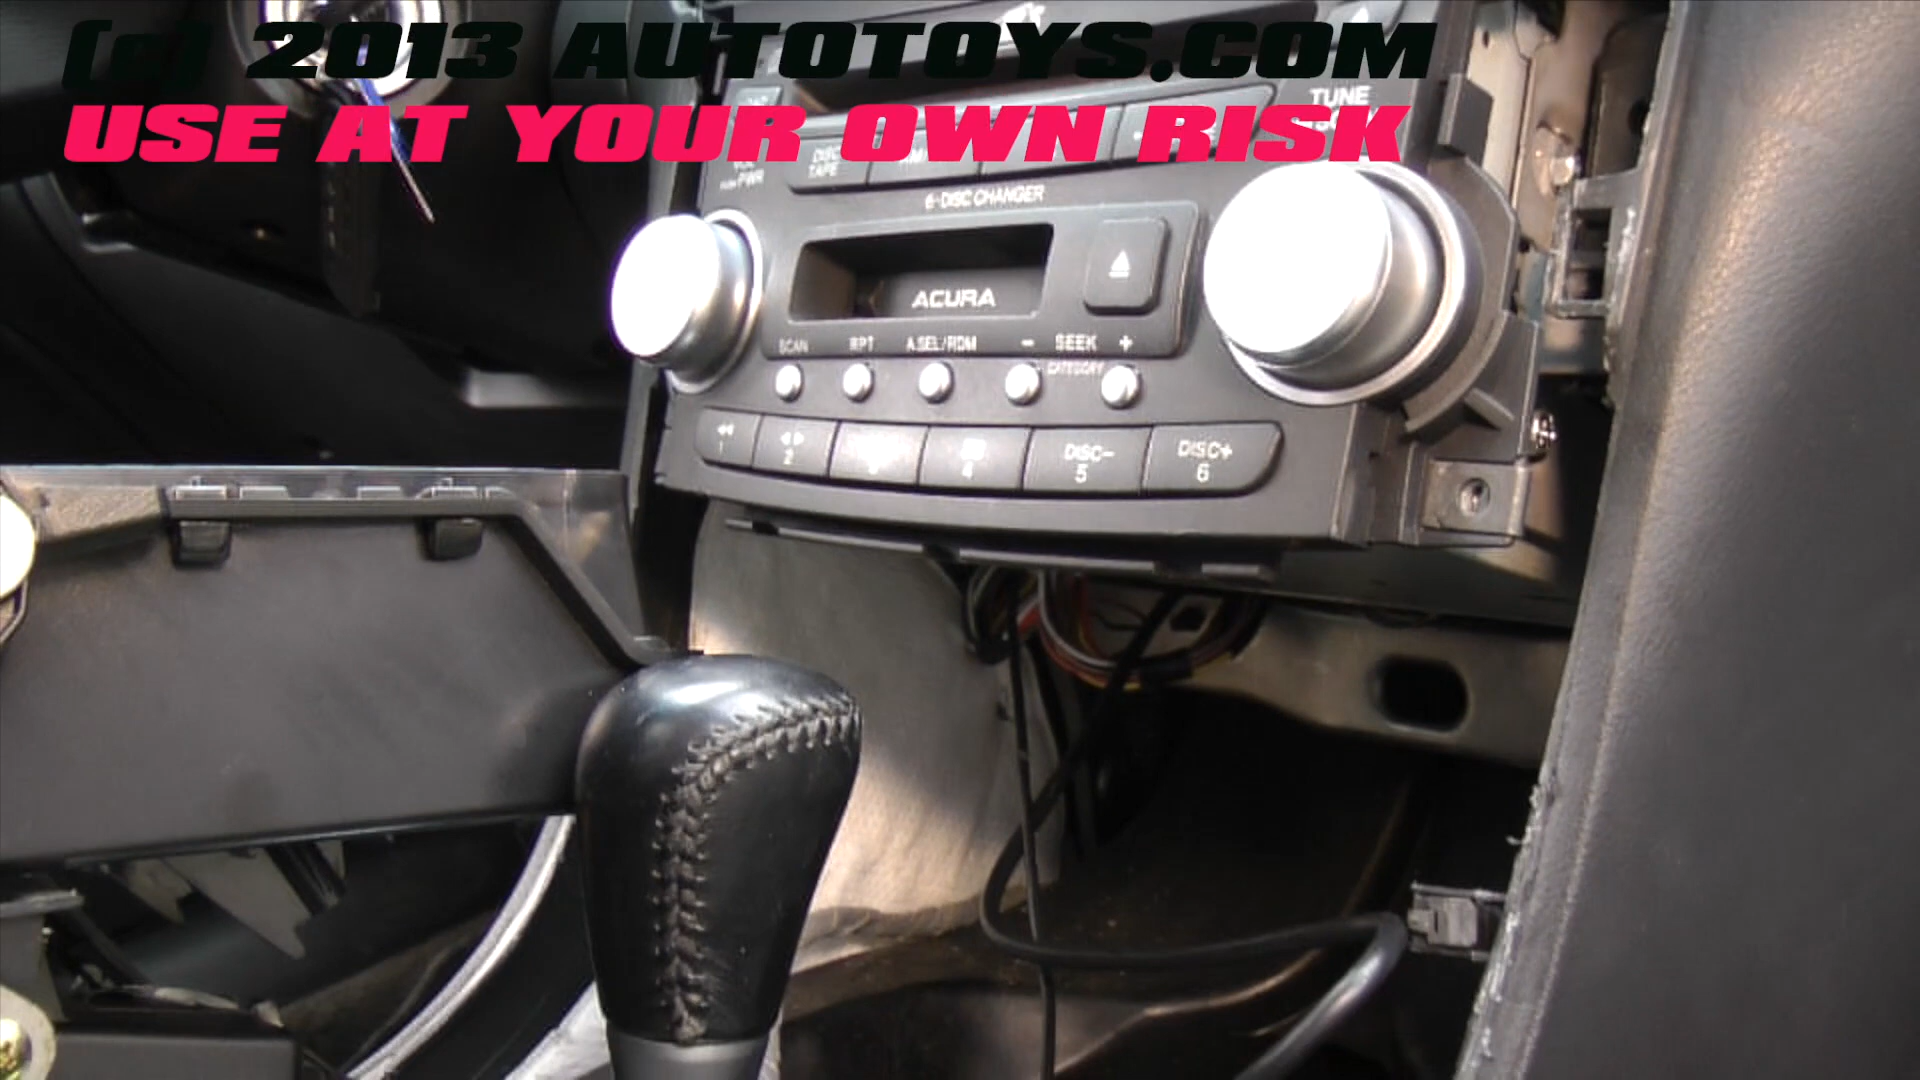 (c) 2013 AUTOTOYS.COM
USE AT YOUR OWN RISK
TUNE
PWR
DISC
TAPE
6-DISC CHANGER
ACURA
SCAN RPT A.SEL/RDM - SEEK +
CATEGORY
DISC- DISC+
1 2 3 4 5 6